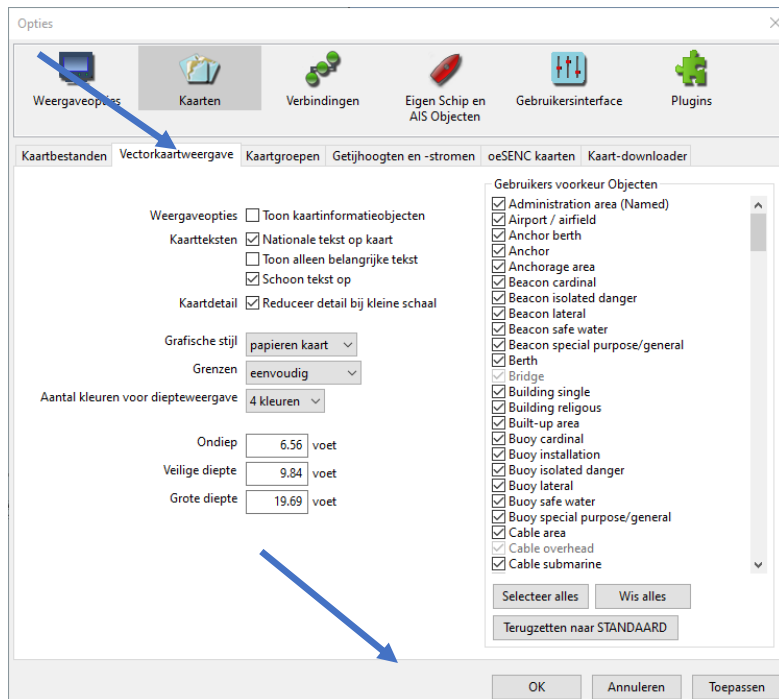 Opties
Weergaveopties Kaarten Verbindingen Eigen Schip en AIS Objecten Gebruikersinterface Plugins
Kaartbestanden Vectorkaartweergave Kaartgroepen Getijhoogten en -stromen oeSENC kaarten Kaart-downloader
Weergaveopties Toon kaartinformatieobjecten
Kaartteksten Nationale tekst op kaart
Toon alleen belangrijke tekst
Schoon tekst op
Kaartdetail Reduceer detail bij kleine schaal
Grafische stijl papieren kaart
Grenzen eenvoudig
Aantal kleuren voor diepteweergave 4 kleuren
Ondiep 6.56 voet
Veilige diepte 9.84 voet
Grote diepte 19.69 voet
Gebruikers voorkeur Objecten
Administration area (Named)
Airport / airfield
Anchor berth
Anchor
Anchorage area
Beacon cardinal
Beacon isolated danger
Beacon lateral
Beacon safe water
Beacon special purpose/general
Berth
Bridge
Building single
Building religous
Built-up area
Buoy cardinal
Buoy installation
Buoy isolated danger
Buoy lateral
Buoy safe water
Buoy special purpose/general
Cable area
Cable overhead
Cable submarine
Selecteer alles Wis alles
Terugzetten naar STANDAARD
OK Annuleren Toepassen